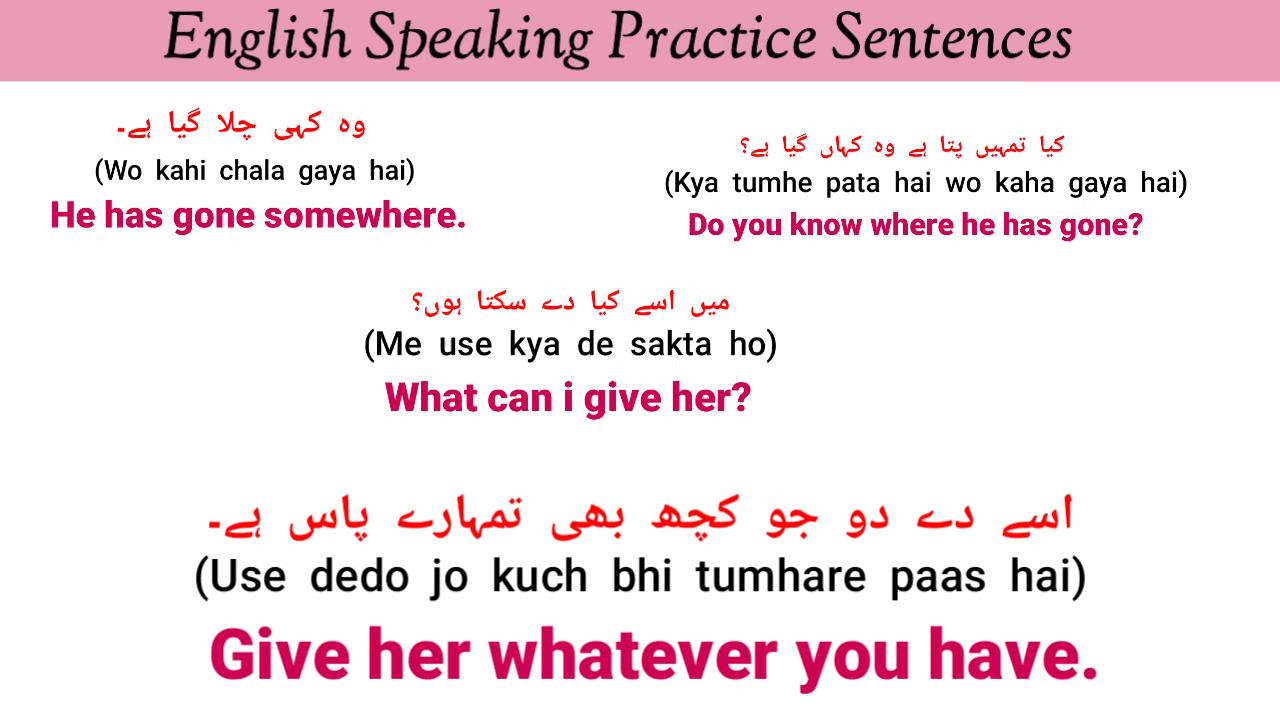 English Speaking Practice Sentences
وہ کہی چلا گیا ہے۔
(Wo kahi chala gaya hai)
He has gone somewhere.
کیا تمہیں پتا ہے وہ کہاں گیا ہے؟
(Kya tumhe pata hai wo kaha gaya hai)
Do you know where he has gone?
میں اسے کیا دے سکتا ہوں؟
(Me use kya de sakta ho)
What can i give her?
اسے دے دو جو کچھ بھی تمہارے پاس ہے۔
(Use dedo jo kuch bhi tumhare paas hai)
Give her whatever you have.